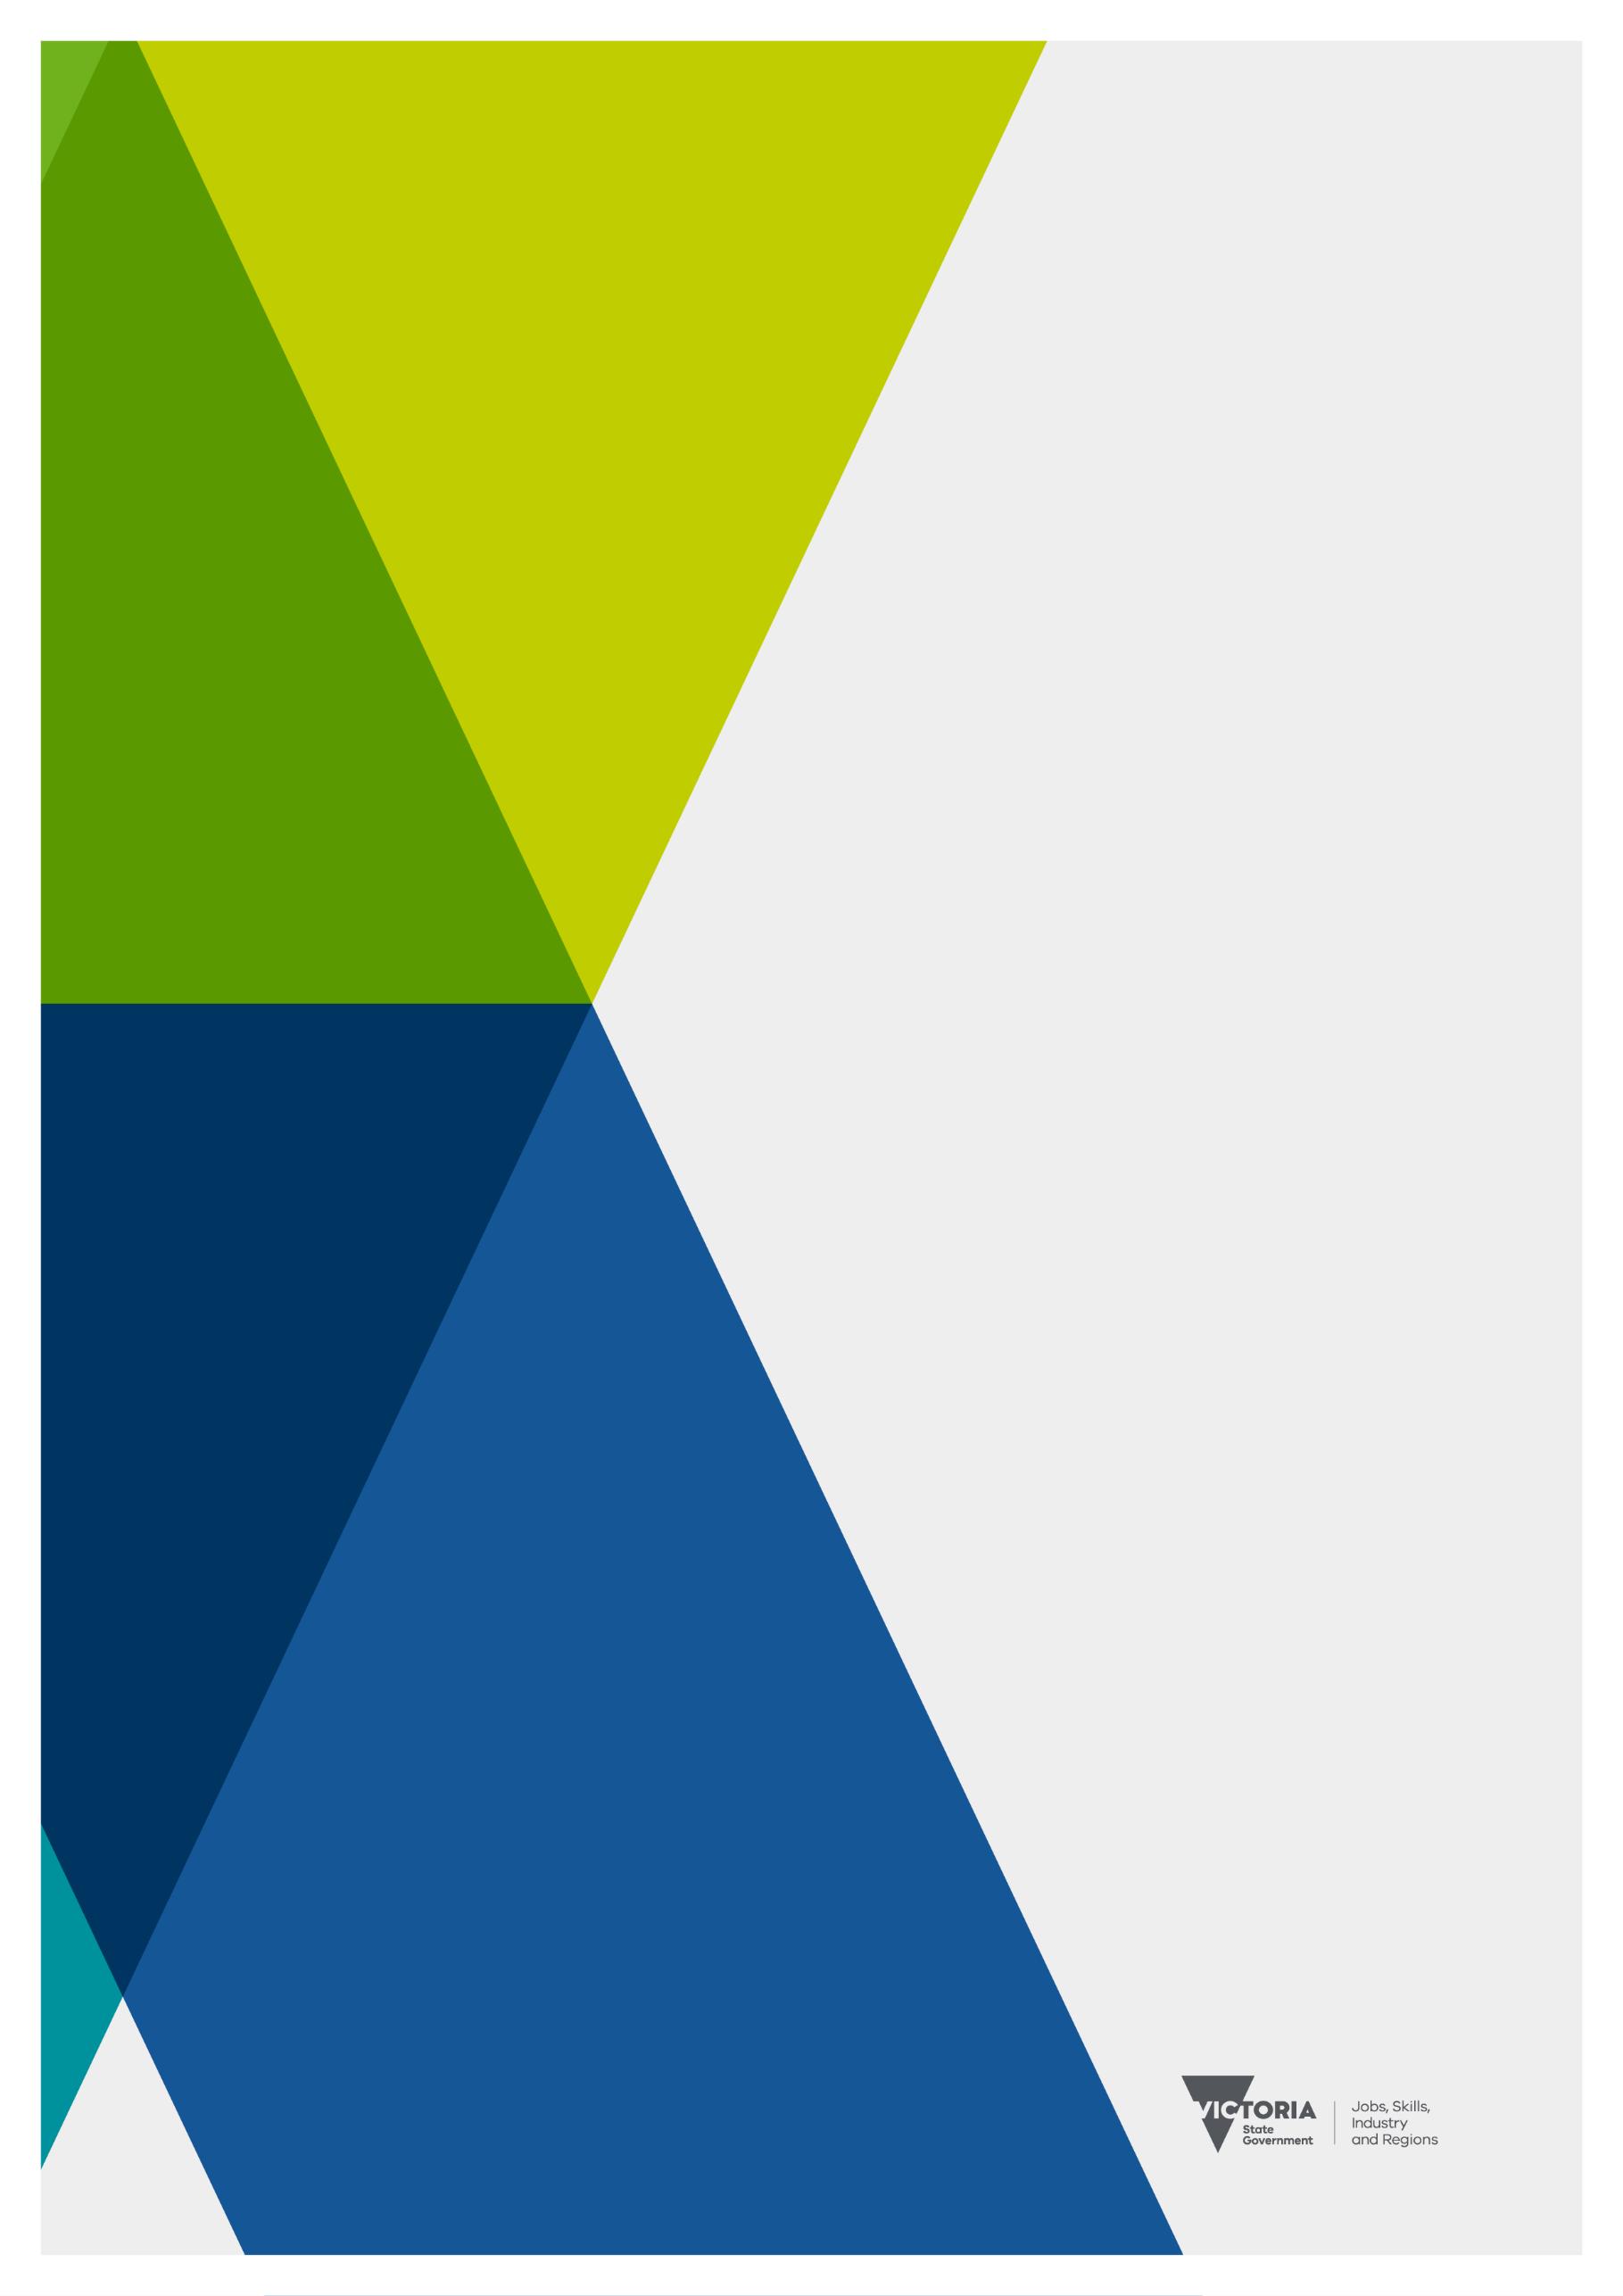 VICTORIA
State
Government
Jobs, Skills,
Industry
and Regions